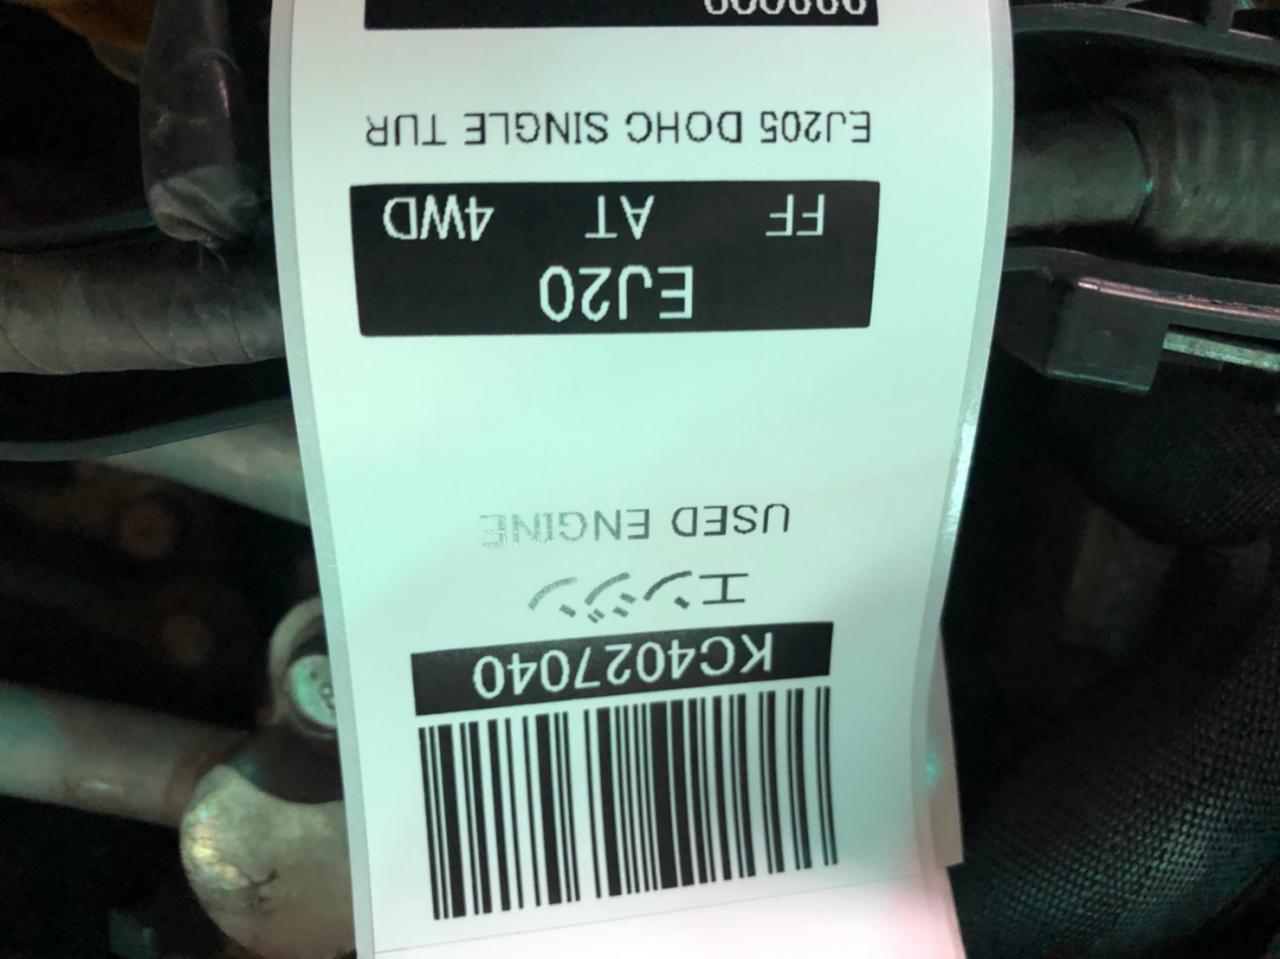 KC4027040
エンジン
USED ENGINE
EJ20
FF AT 4WD
EJ205 DOHC SINGLE TUR